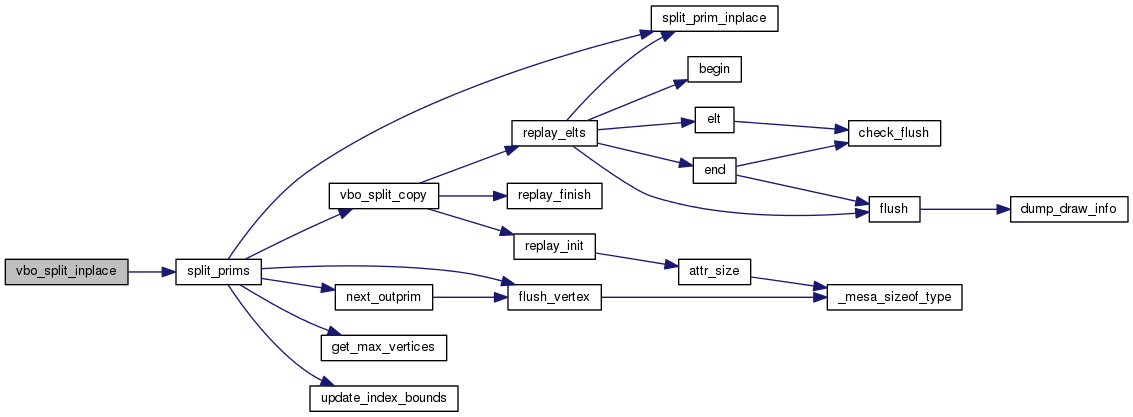 split_prim_inplace
begin
elt
check_flush
replay_elts
end
vbo_split_copy
replay_finish
flush
dump_draw_info
replay_init
vbo_split_inplace
split_prims
attr_size
next_outprim
flush_vertex
_mesa_sizeof_type
get_max_vertices
update_index_bounds